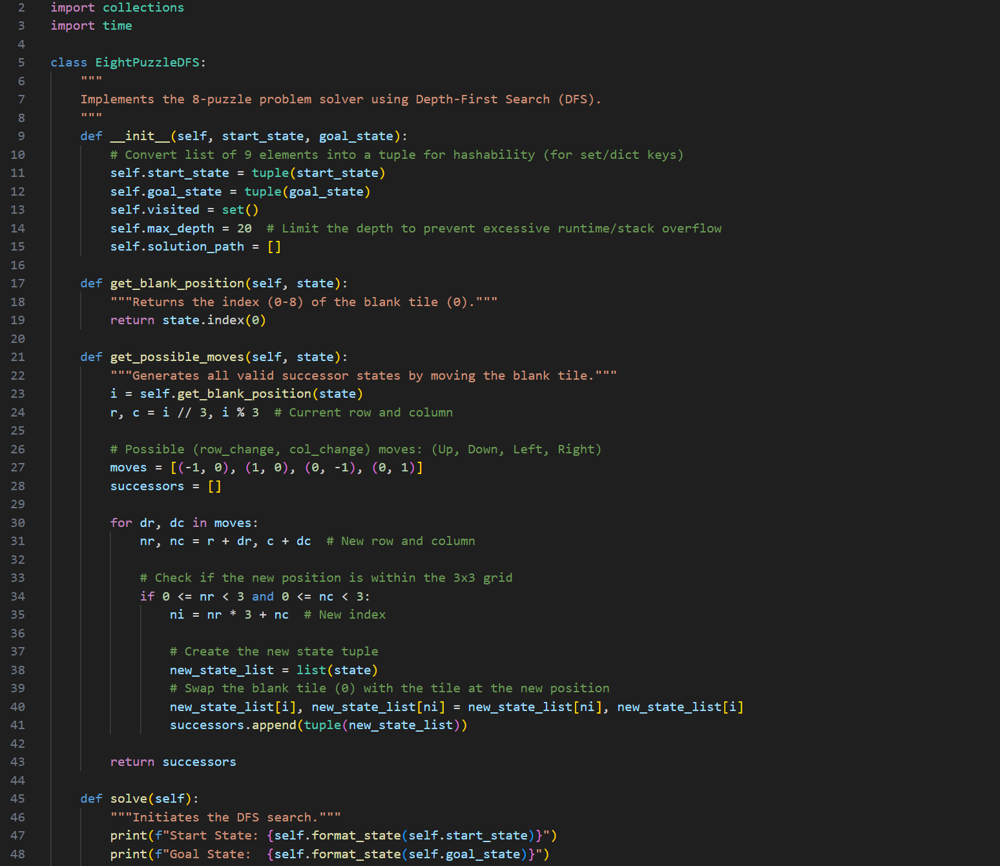 2 import collections
3 import time
4
5 class EightPuzzleDFS:
6     """
7     Implements the 8-puzzle problem solver using Depth-First Search (DFS).
8     """
9     def __init__(self, start_state, goal_state):
10         # Convert list of 9 elements into a tuple for hashability (for set/dict keys)
11         self.start_state = tuple(start_state)
12         self.goal_state = tuple(goal_state)
13         self.visited = set()
14         self.max_depth = 20  # Limit the depth to prevent excessive runtime/stack overflow
15         self.solution_path = []
16
17     def get_blank_position(self, state):
18         """Returns the index (0-8) of the blank tile (0)."""
19         return state.index(0)
20
21     def get_possible_moves(self, state):
22         """Generates all valid successor states by moving the blank tile."""
23         i = self.get_blank_position(state)
24         r, c = i // 3, i % 3  # Current row and column
25
26         # Possible (row_change, col_change) moves: (Up, Down, Left, Right)
27         moves = [(-1, 0), (1, 0), (0, -1), (0, 1)]
28         successors = []
29
30         for dr, dc in moves:
31             nr, nc = r + dr, c + dc  # New row and column
32
33             # Check if the new position is within the 3x3 grid
34             if 0 <= nr < 3 and 0 <= nc < 3:
35                 ni = nr * 3 + nc  # New index
36
37                 # Create the new state tuple
38                 new_state_list = list(state)
39                 # Swap the blank tile (0) with the tile at the new position
40                 new_state_list[i], new_state_list[ni] = new_state_list[ni], new_state_list[i]
41                 successors.append(tuple(new_state_list))
42
43         return successors
44
45     def solve(self):
46         """Initiates the DFS search."""
47         print(f"Start State: {self.format_state(self.start_state)}")
48         print(f"Goal State:  {self.format_state(self.goal_state)}")